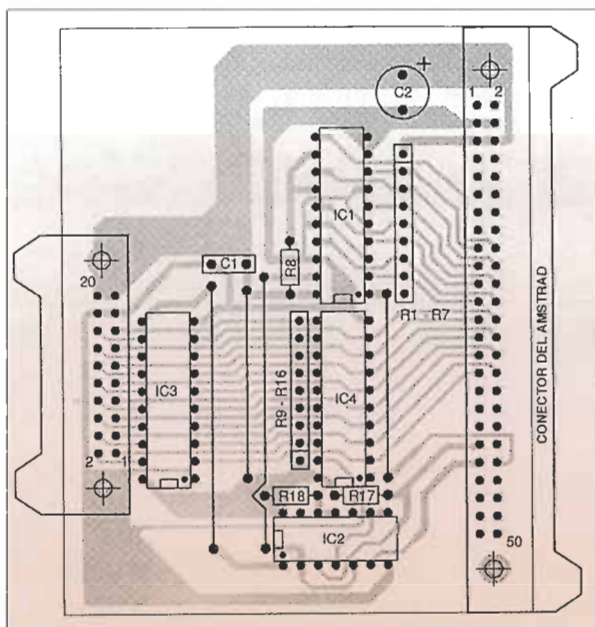 +
C2
1 2
IC1
R8
C1
R1 - R7
20
IC3
R9 - R16
IC4
CONECTOR DEL AMSTRAD
2 1
R18
R17
IC2
50